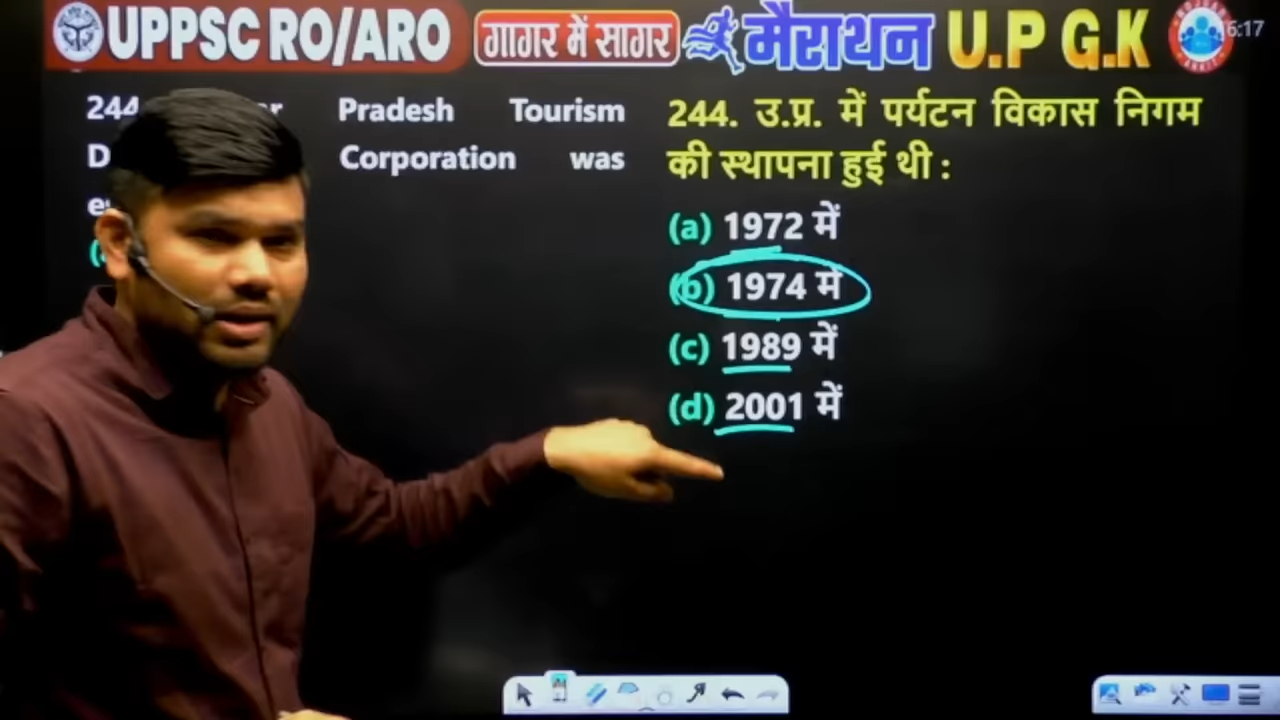 UPPSC RO/ARO गागर में सागर मैराथन U.P G.K
6:17
244 Pradesh Tourism
Corporation was
244. उ.प्र. में पर्यटन विकास निगम
की स्थापना हुई थी :
(a) 1972 में
(b) 1974 में
(c) 1989 में
(d) 2001 में